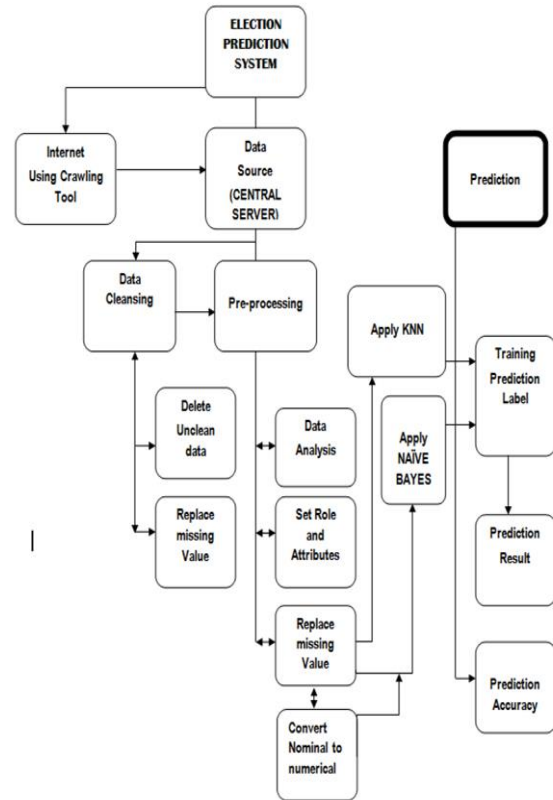 ELECTION
PREDICTION
SYSTEM
Internet
Using Crawling
Tool
Data
Source
(CENTRAL
SERVER)
Prediction
Data
Cleansing
Pre-processing
Apply KNN
Training
Prediction
Label
Delete
Unclean
data
Data
Analysis
Apply
NAÏVE
BAYES
Replace
missing
Value
Set Role
and
Attributes
Prediction
Result
Replace
missing
Value
Prediction
Accuracy
Convert
Nominal to
numerical